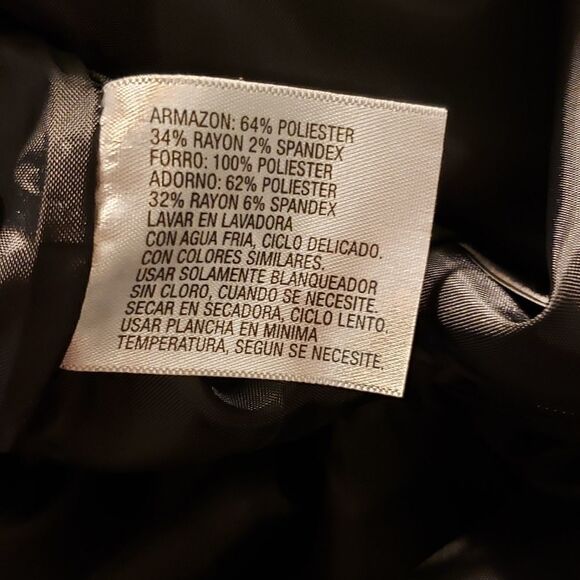 ARMAZON: 64% POLIESTER
34% RAYON 2% SPANDEX
FORRO: 100% POLIESTER
ADORNO: 62% POLIESTER
32% RAYON 6% SPANDEX
LAVAR EN LAVADORA
CON AGUA FRIA, CICLO DELICADO.
CON COLORES SIMILARES.
USAR SOLAMENTE BLANQUEADOR
SIN CLORO, CUANDO SE NECESITE.
SECAR EN SECADORA, CICLO LENTO.
USAR PLANCHA EN MINIMA
TEMPERATURA, SEGUN SE NECESITE.